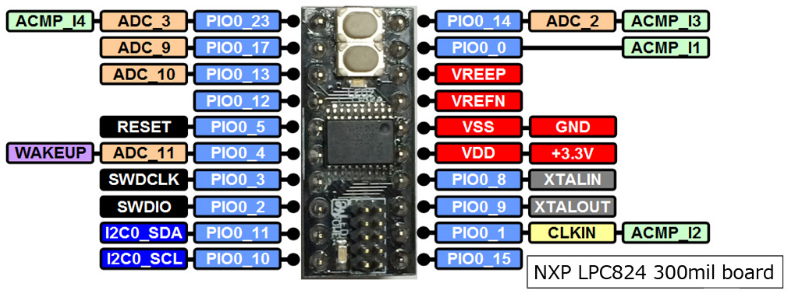 ACMP_I4 ADC_3 PIO0_23 PIO0_14 ADC_2 ACMP_I3
ADC_9 PIO0_17 PIO0_0 ACMP_I1
ADC_10 PIO0_13 VREEP
PIO0_12 VREFN
RESET PIO0_5 VSS GND
WAKEUP ADC_11 PIO0_4 VDD +3.3V
SWDCLK PIO0_3 PIO0_8 XTALIN
SWDIO PIO0_2 PIO0_9 XTALOUT
I2C0_SDA PIO0_11 PIO0_1 CLKIN ACMP_I2
I2C0_SCL PIO0_10 PIO0_15
NXP LPC824 300mil board